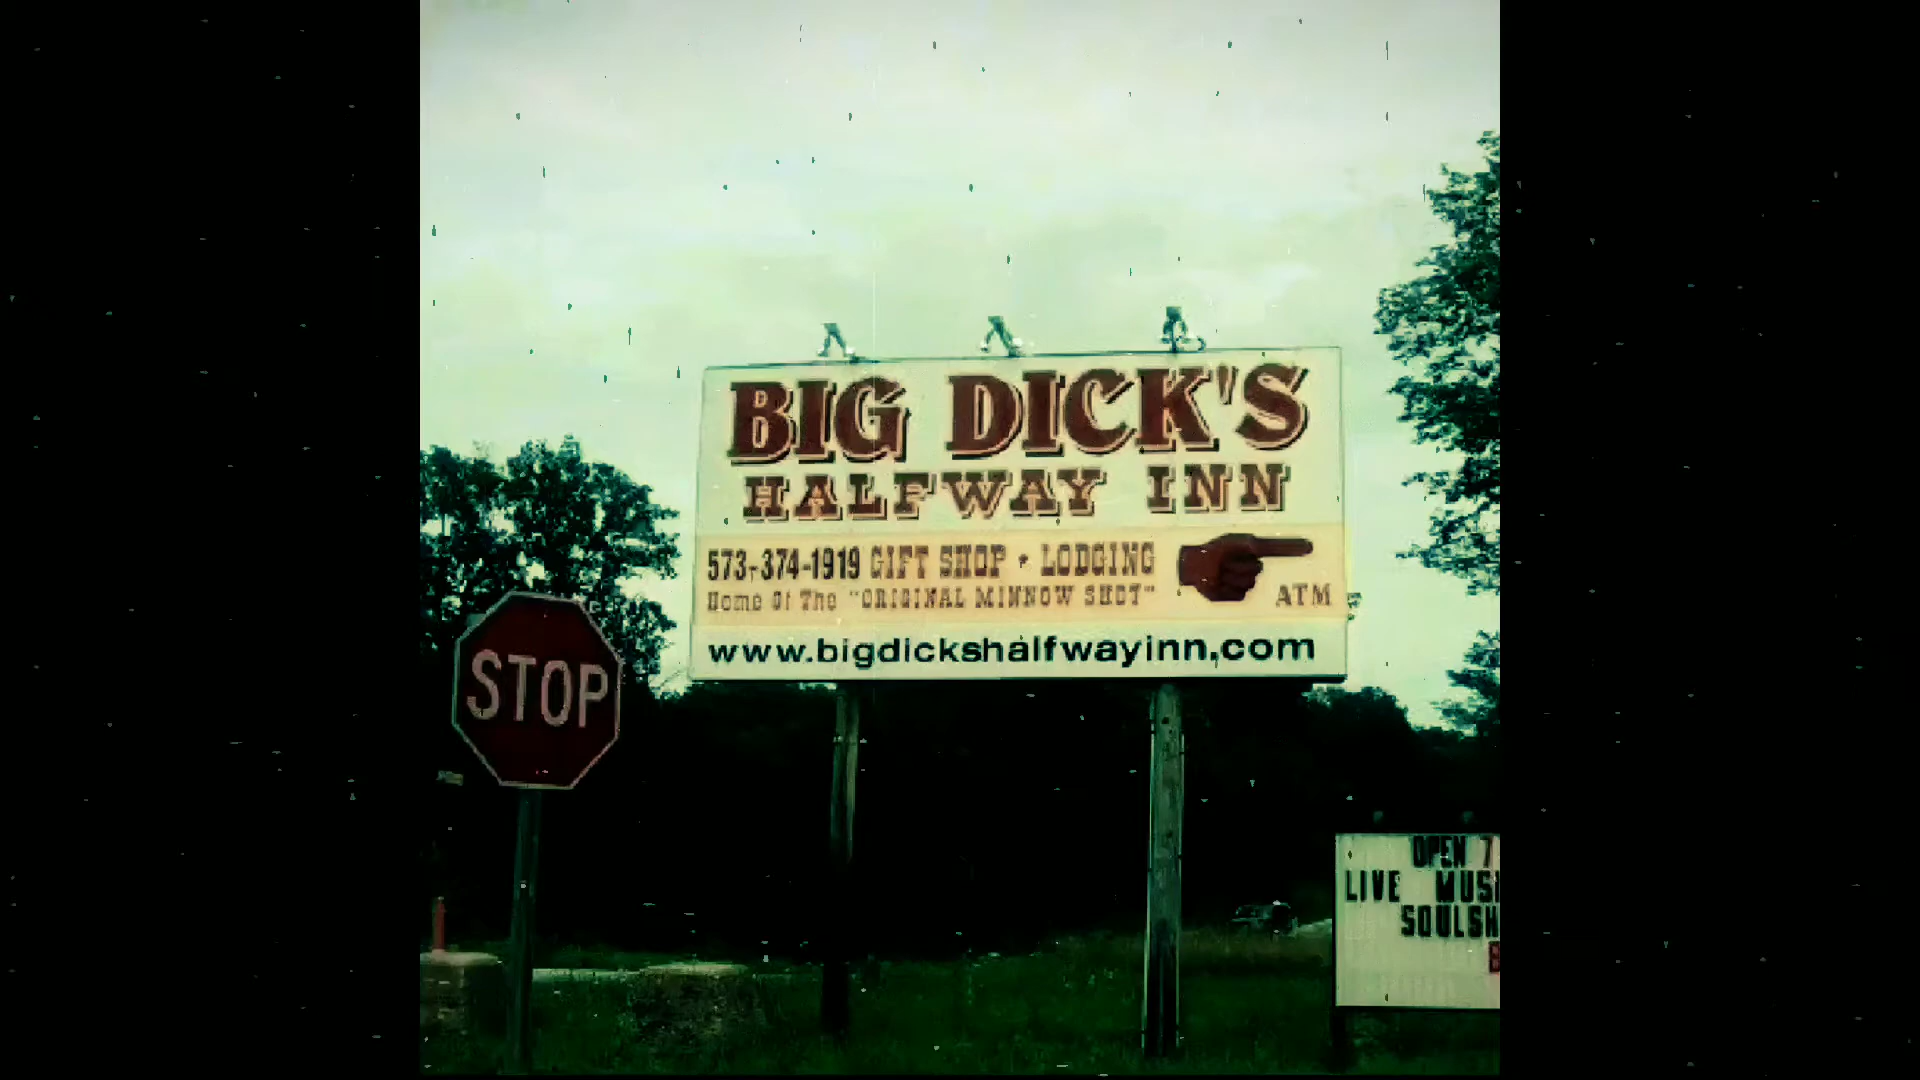 BIG DICK'S
HALFWAY INN
573-374-1919 GIFT SHOP • LODGING
Home Of The "ORIGINAL MINNOW SHOT"
ATM
www.bigdickshalfwayinn.com
STOP
OPEN 7
LIVE MUSI
SOULSH